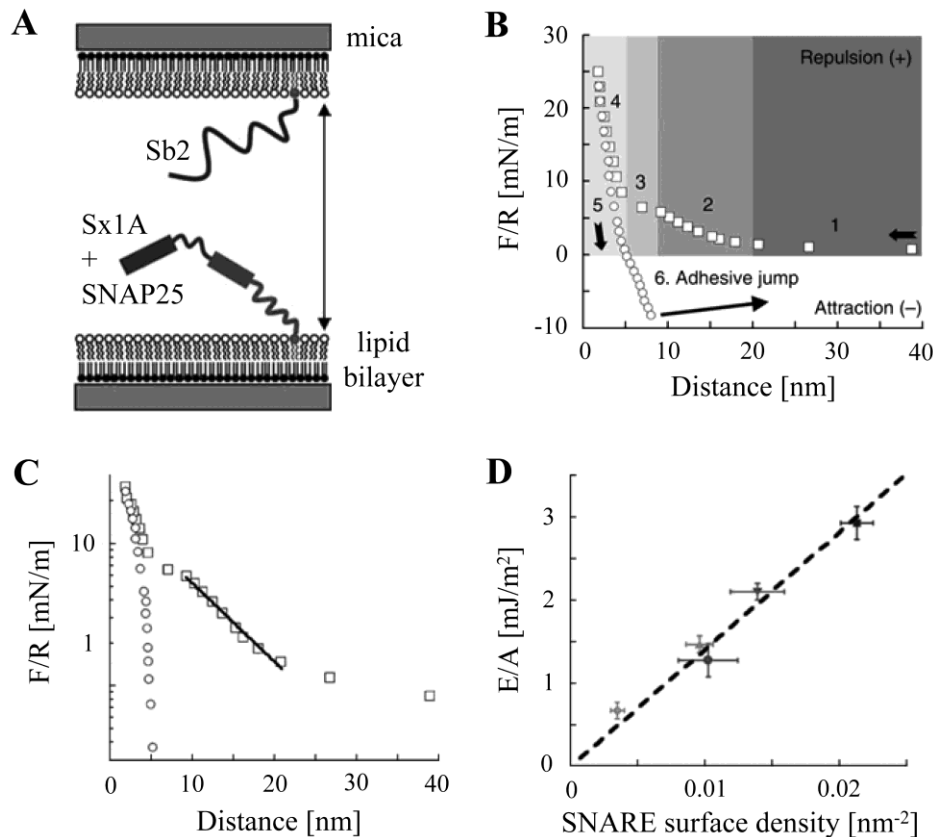 A
mica
Sb2
Sx1A
+
SNAP25
lipid
bilayer
B
F/R [mN/m]
30
20
10
0
-10
Repulsion (+)
4
3
2
1
5
6. Adhesive jump
Attraction (–)
0
10
20
30
40
Distance [nm]
C
F/R [mN/m]
10
1
0
10
20
30
40
Distance [nm]
D
E/A [mJ/m²]
3
2
1
0
0.01
0.02
SNARE surface density [nm⁻²]